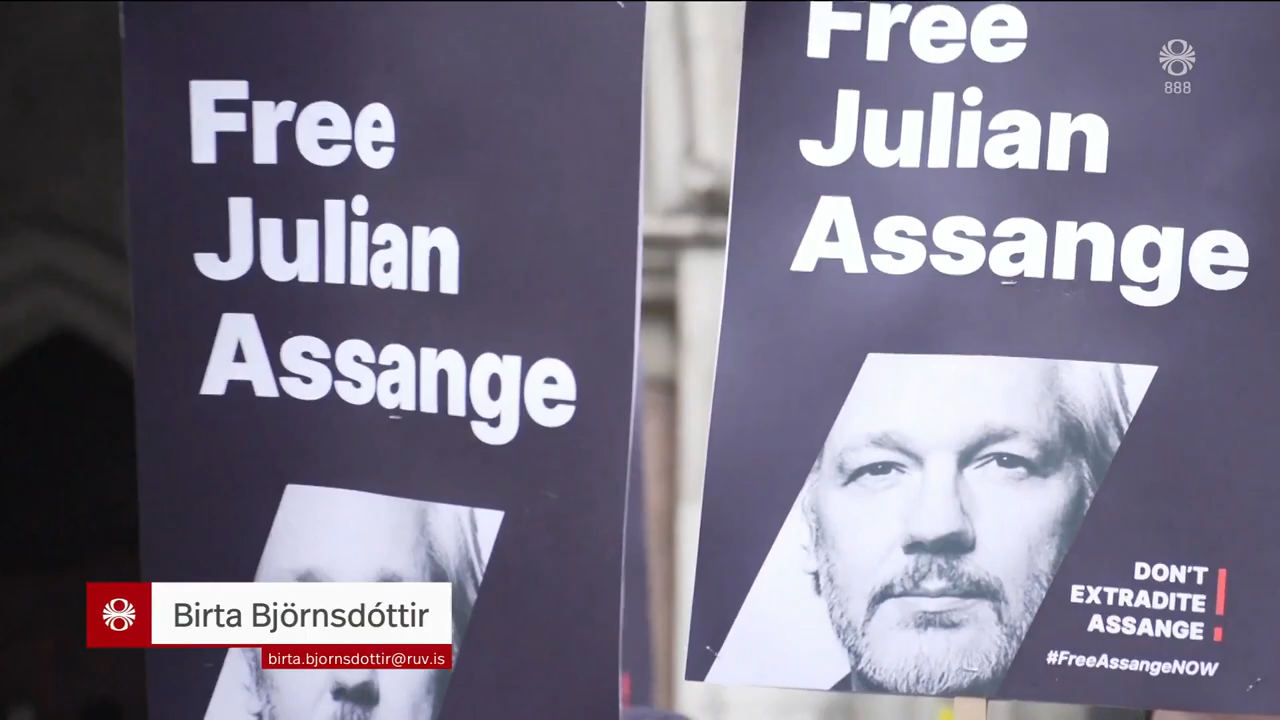 Free
Julian
Assange
Free
Julian
Assange
DON'T
EXTRADITE
ASSANGE
#FreeAssangeNOW
888
Birta Björnsdóttir
birta.bjornsdottir@ruv.is